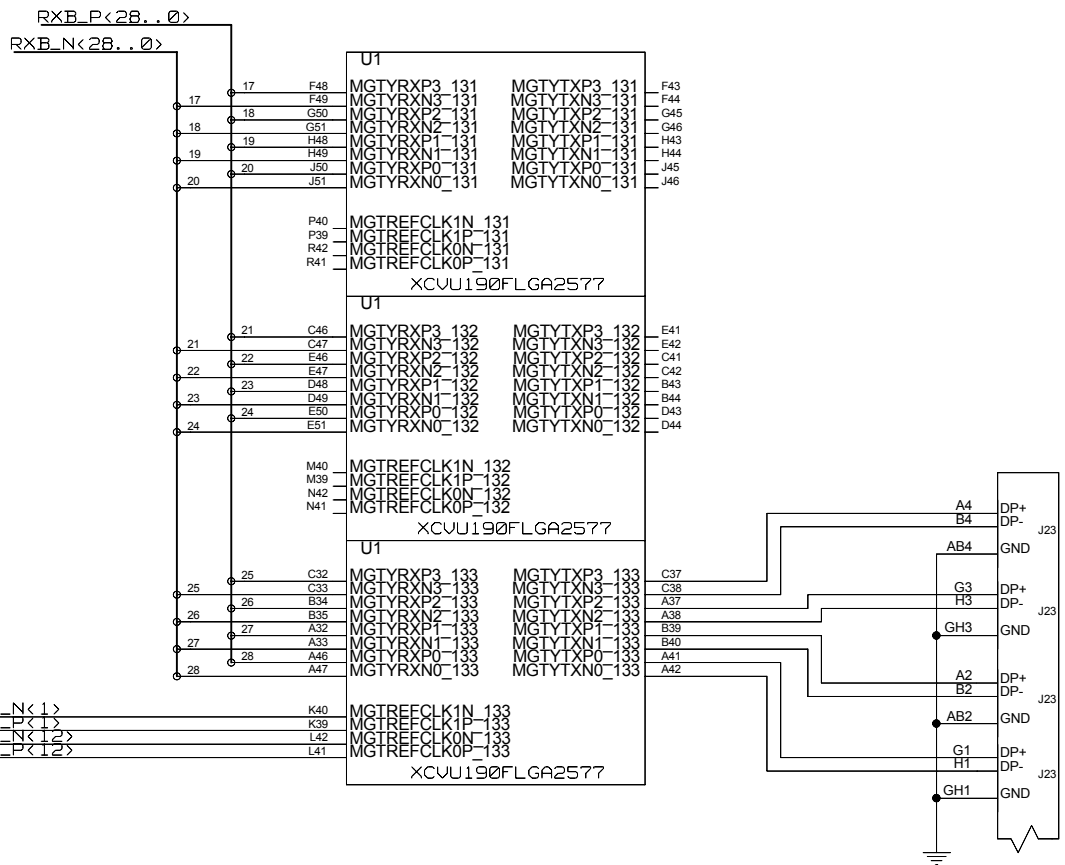 RXB_P<28..0>
RXB_N<28..0>
U1
17 F48 MGTYRXP3_131 MGTYTXP3_131 F43
17 F49 MGTYRXN3_131 MGTYTXN3_131 F44
18 G50 MGTYRXP2_131 MGTYTXP2_131 G45
18 G51 MGTYRXN2_131 MGTYTXN2_131 G46
19 H48 MGTYRXP1_131 MGTYTXP1_131 H43
19 H49 MGTYRXN1_131 MGTYTXN1_131 H44
20 J50 MGTYRXP0_131 MGTYTXP0_131 J45
20 J51 MGTYRXN0_131 MGTYTXN0_131 J46
P40 MGTREFCLK1N_131
P39 MGTREFCLK1P_131
R42 MGTREFCLK0N_131
R41 MGTREFCLK0P_131
XCVU190FLGA2577
U1
21 C46 MGTYRXP3_132 MGTYTXP3_132 E41
21 C47 MGTYRXN3_132 MGTYTXN3_132 E42
22 E46 MGTYRXP2_132 MGTYTXP2_132 C41
22 E47 MGTYRXN2_132 MGTYTXN2_132 C42
23 D48 MGTYRXP1_132 MGTYTXP1_132 B43
23 D49 MGTYRXN1_132 MGTYTXN1_132 B44
24 E50 MGTYRXP0_132 MGTYTXP0_132 D43
24 E51 MGTYRXN0_132 MGTYTXN0_132 D44
M40 MGTREFCLK1N_132
M39 MGTREFCLK1P_132
N42 MGTREFCLK0N_132
N41 MGTREFCLK0P_132
XCVU190FLGA2577
U1
25 C32 MGTYRXP3_133 MGTYTXP3_133 C37
25 C33 MGTYRXN3_133 MGTYTXN3_133 C38
26 B34 MGTYRXP2_133 MGTYTXP2_133 A37
26 B35 MGTYRXN2_133 MGTYTXN2_133 A38
27 A32 MGTYRXP1_133 MGTYTXP1_133 B39
27 A33 MGTYRXN1_133 MGTYTXN1_133 B40
28 A46 MGTYRXP0_133 MGTYTXP0_133 A41
28 A47 MGTYRXN0_133 MGTYTXN0_133 A42
_N<1> K40 MGTREFCLK1N_133
_P<1> K39 MGTREFCLK1P_133
_N<12> L42 MGTREFCLK0N_133
_P<12> L41 MGTREFCLK0P_133
XCVU190FLGA2577
A4 DP+
B4 DP-
J23
AB4 GND
G3 DP+
H3 DP-
J23
GH3 GND
A2 DP+
B2 DP-
J23
AB2 GND
G1 DP+
H1 DP-
J23
GH1 GND